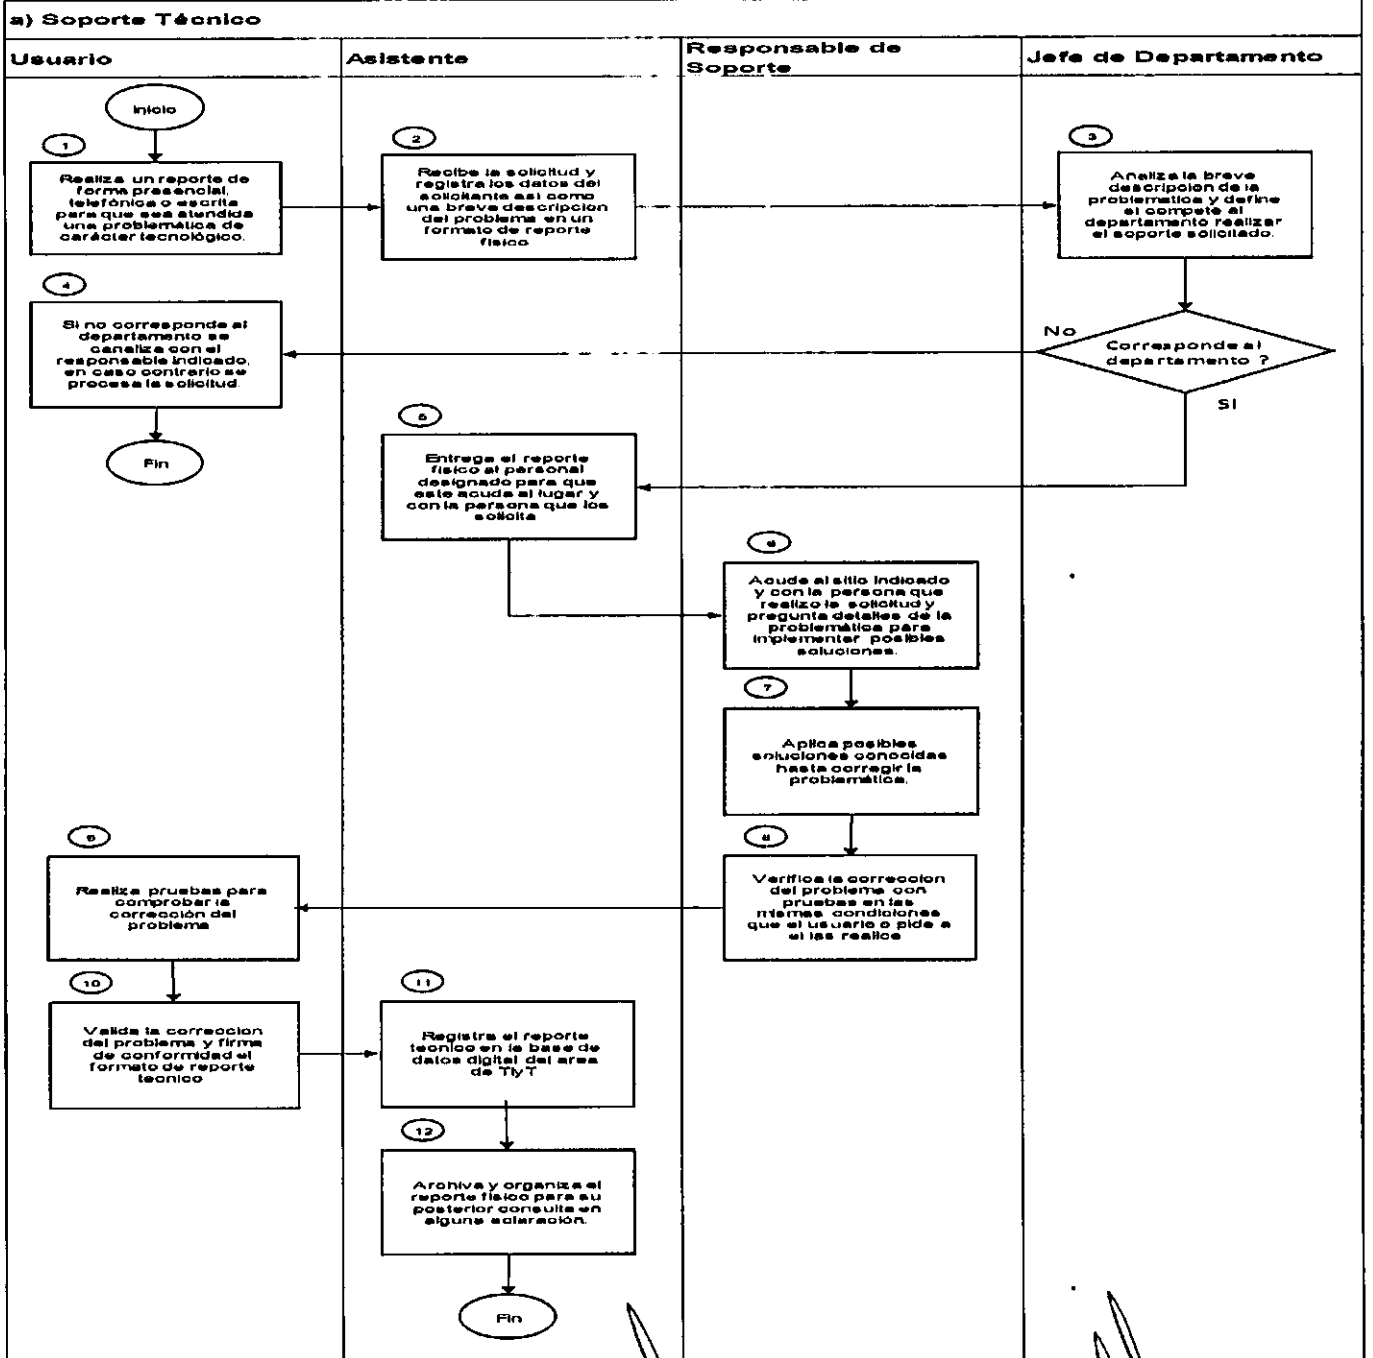 a) Soporte Técnico
Usuario
Asistente
Responsable de
Soporte
Jefe de Departamento
Inicio
1
Realiza un reporte de
forma presencial,
telefónica o escrita
para que sea atendida
una problemática de
carácter tecnológico.
2
Recibe la solicitud y
registra los datos del
solicitante asi como
una breve descripcion
del problema en un
formato de reporte
fisico
3
Analiza la breve
descripcion de la
problematica y define
si compete al
departamento realizar
el soporte solicitado.
4
Si no corresponde al
departamento se
canaliza con el
responsable indicado,
en caso contrario se
procesa la solicitud.
No
Corresponde al
departamento ?
SI
Fin
5
Entrega el reporte
fisico al personal
designado para que
este acuda al lugar y
con la persona que los
solicita
6
Acude al sitio indicado
y con la persona que
realizo la solicitud y
pregunta detalles de la
problemática para
implementar posibles
soluciones.
7
Aplica posibles
soluciones conocidas
hasta corregir la
problemática.
8
Verifica la correccion
del problema con
pruebas en las
mismas condiciones
que el usuario o pide a
el las realice
9
Realiza pruebas para
comprobar la
corrección del
problema
10
Valida la correccion
del problema y firma
de conformidad el
formato de reporte
tecnico
11
Registra el reporte
tecnico en la base de
datos digital del area
de TIyT
12
Archiva y organiza el
reporte fisico para su
posterior consulta en
alguna aclaración.
Fin